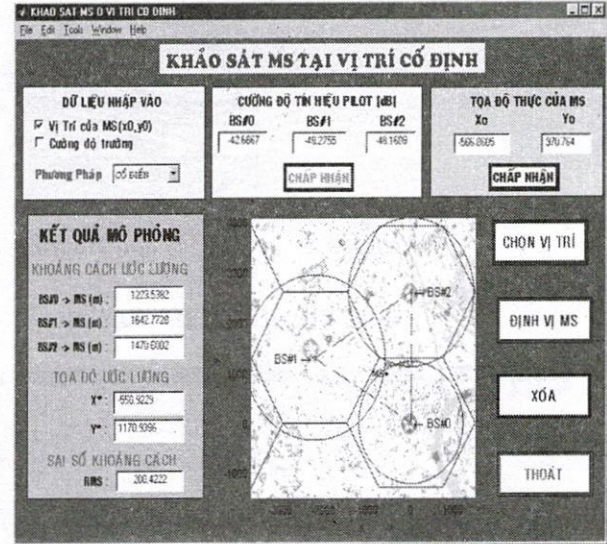 KHAO SAT MS O VI TRI CO DINH
File Edit Tools Window Help
KHẢO SÁT MS TẠI VỊ TRÍ CỐ ĐỊNH
DỮ LIỆU NHẬP VÀO
Vị Trí của MS(x0,y0)
Cường độ trường
Phương Pháp CỔ ĐIỂN
CƯỜNG ĐỘ TÍN HIỆU PILOT [dB]
BS#0 BS#1 BS#2
-42.6667 -49.2755 -48.1609
CHẤP NHẬN
TỌA ĐỘ THỰC CỦA MS
Xo Yo
-566.8605 970.764
CHẤP NHẬN
KẾT QUẢ MÔ PHỎNG
KHOẢNG CÁCH ƯỚC LƯỢNG
BS#0 -> MS (m) : 1223.5382
BS#1 -> MS (m) : 1642.7728
BS#2 -> MS (m) :
TOẠ ĐỘ ƯỚC LƯỢNG
X* : -550.9229
Y* : 1170.9396
SAI SỐ KHOẢNG CÁCH
RMS : 200.4222
BS#2
BS#1
MS
BS#0
0
-1000
CHỌN VỊ TRÍ
ĐỊNH VỊ MS
XÓA
THOÁT